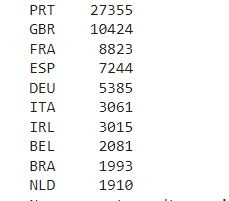 PRT 27355
GBR 10424
FRA 8823
ESP 7244
DEU 5385
ITA 3061
IRL 3015
BEL 2081
BRA 1993
NLD 1910